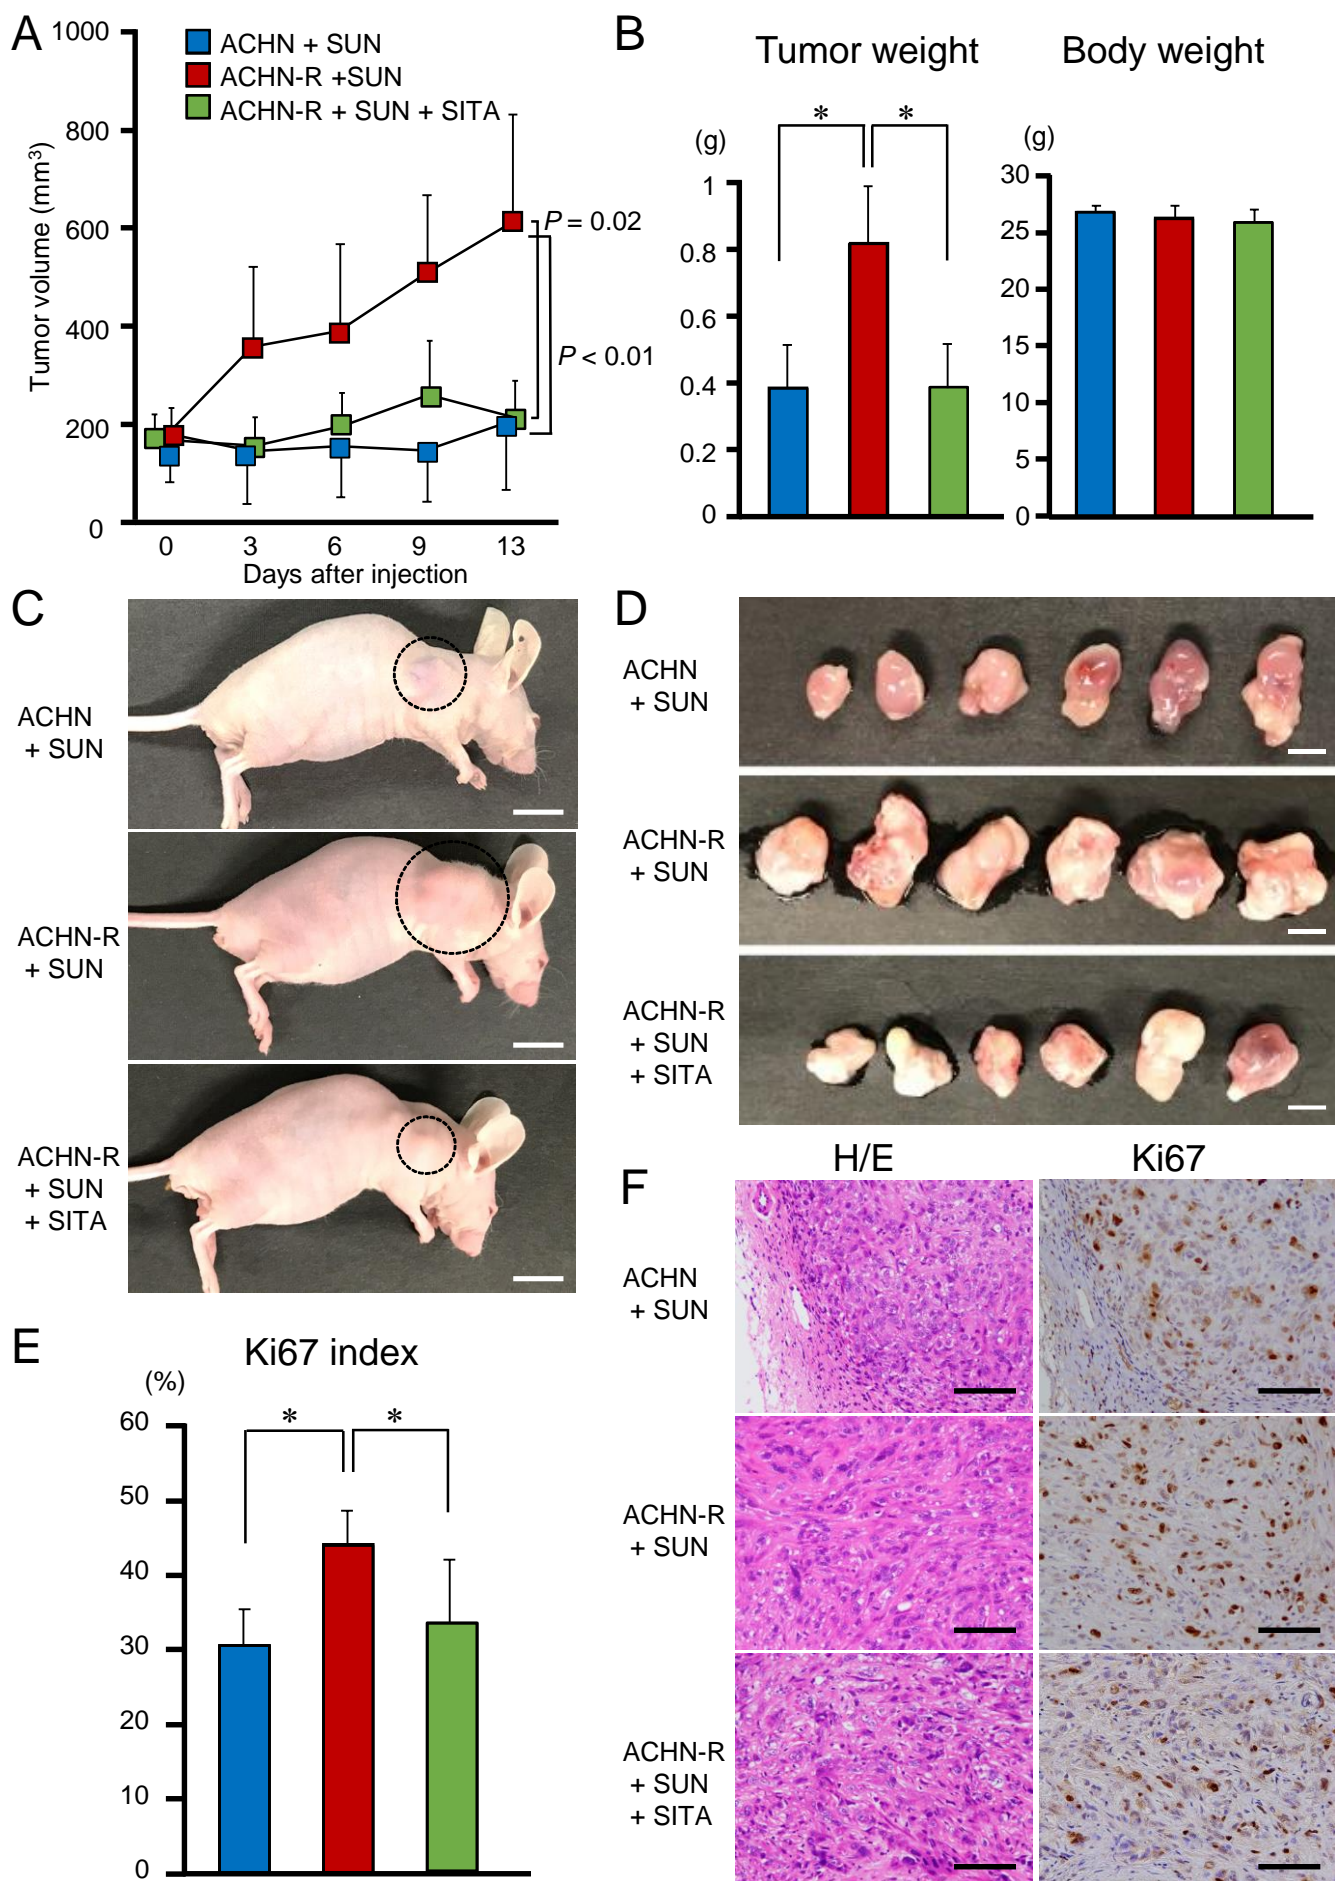 A
1000
800
600
400
200
0
Tumor volume (mm³)
ACHN + SUN
ACHN-R +SUN
ACHN-R + SUN + SITA
P = 0.02
P < 0.01
0 3 6 9 13
Days after injection
B
Tumor weight
(g)
1
0.8
0.6
0.4
0.2
0
* *
Body weight
(g)
30
25
20
15
10
5
0
C
ACHN
+ SUN
ACHN-R
+ SUN
ACHN-R
+ SUN
+ SITA
D
ACHN
+ SUN
ACHN-R
+ SUN
ACHN-R
+ SUN
+ SITA
E
Ki67 index
(%)
60
50
40
30
20
10
0
* *
F
H/E Ki67
ACHN
+ SUN
ACHN-R
+ SUN
ACHN-R
+ SUN
+ SITA